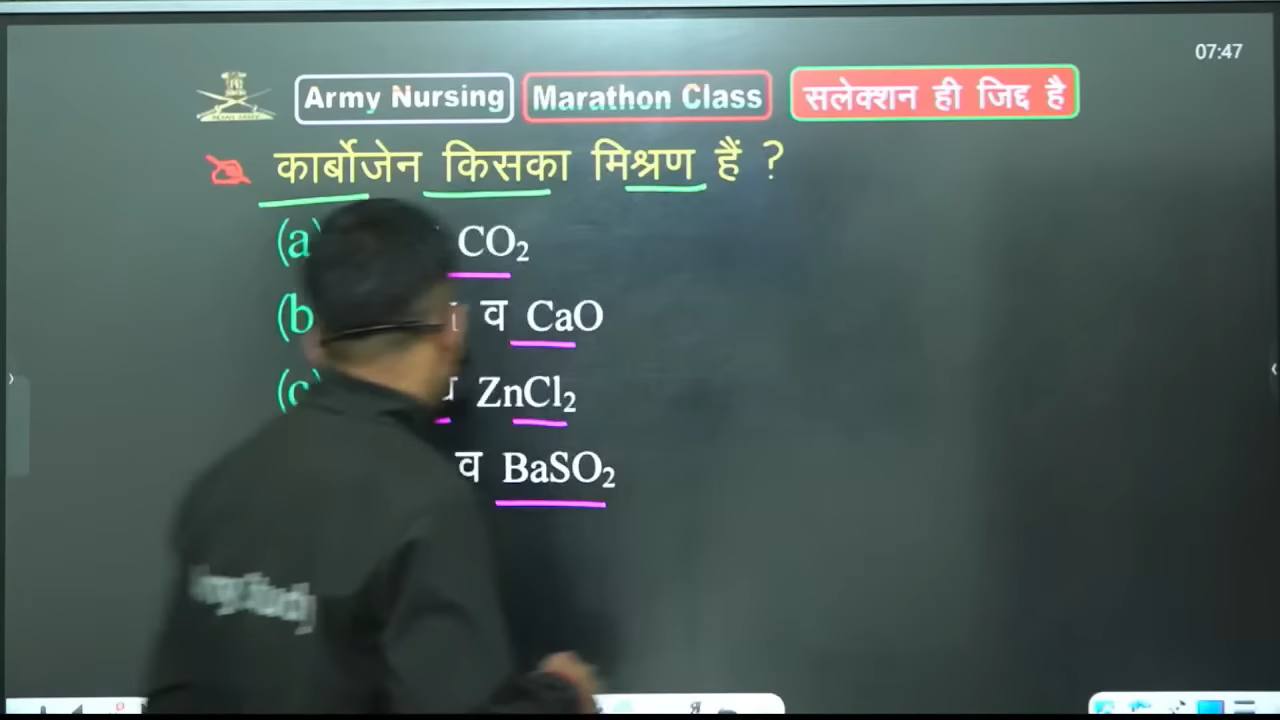 07:47
Army Nursing Marathon Class सलेक्शन ही जिद्द है
कार्बोजेन किसका मिश्रण हैं ?
(a) CO₂
(b व CaO
(c) ZnCl₂
व BaSO₂